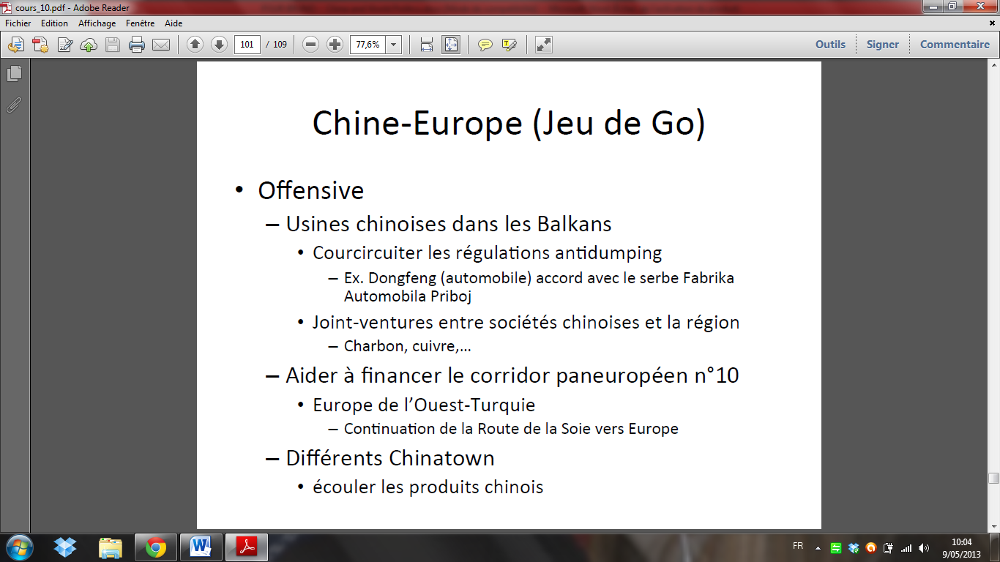 cours_10.pdf - Adobe Reader
Fichier Edition Affichage Fenêtre Aide
101 / 109 77,6% Outils Signer Commentaire
Chine-Europe (Jeu de Go)
• Offensive
– Usines chinoises dans les Balkans
• Courcircuiter les régulations antidumping
– Ex. Dongfeng (automobile) accord avec le serbe Fabrika
Automobila Priboj
• Joint-ventures entre sociétés chinoises et la région
– Charbon, cuivre,…
– Aider à financer le corridor paneuropéen n°10
• Europe de l’Ouest-Turquie
– Continuation de la Route de la Soie vers Europe
– Différents Chinatown
• écouler les produits chinois
FR
10:04
9/05/2013